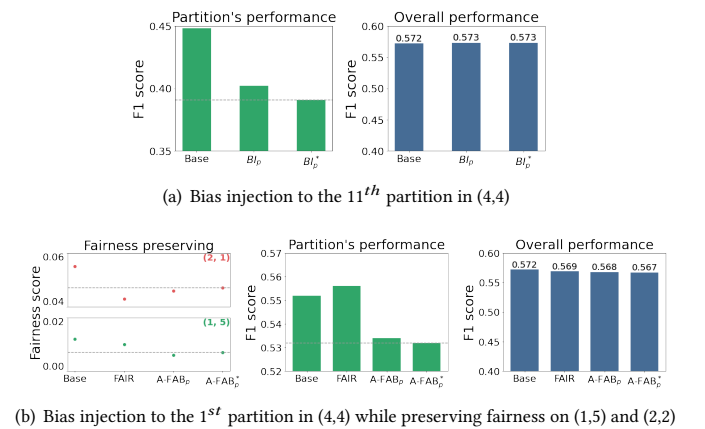 Partition's performance
Overall performance
F1 score
0.45
0.40
0.35
Base
BI_p
BI_p^*
F1 score
0.60
0.55
0.50
0.45
0.40
0.572
0.573
0.573
Base
BI_p
BI_p^*
(a) Bias injection to the 11^th partition in (4,4)
Fairness preserving
Partition's performance
Overall performance
Fairness score
0.06
0.04
(2, 1)
0.02
0.00
(1, 5)
Base
FAIR
A-FAB_p
A-FAB_p^*
F1 score
0.57
0.56
0.55
0.54
0.53
0.52
Base
FAIR
A-FAB_p
A-FAB_p^*
F1 score
0.60
0.55
0.50
0.45
0.40
0.572
0.569
0.568
0.567
Base
FAIR
A-FAB_p
A-FAB_p^*
(b) Bias injection to the 1^st partition in (4,4) while preserving fairness on (1,5) and (2,2)